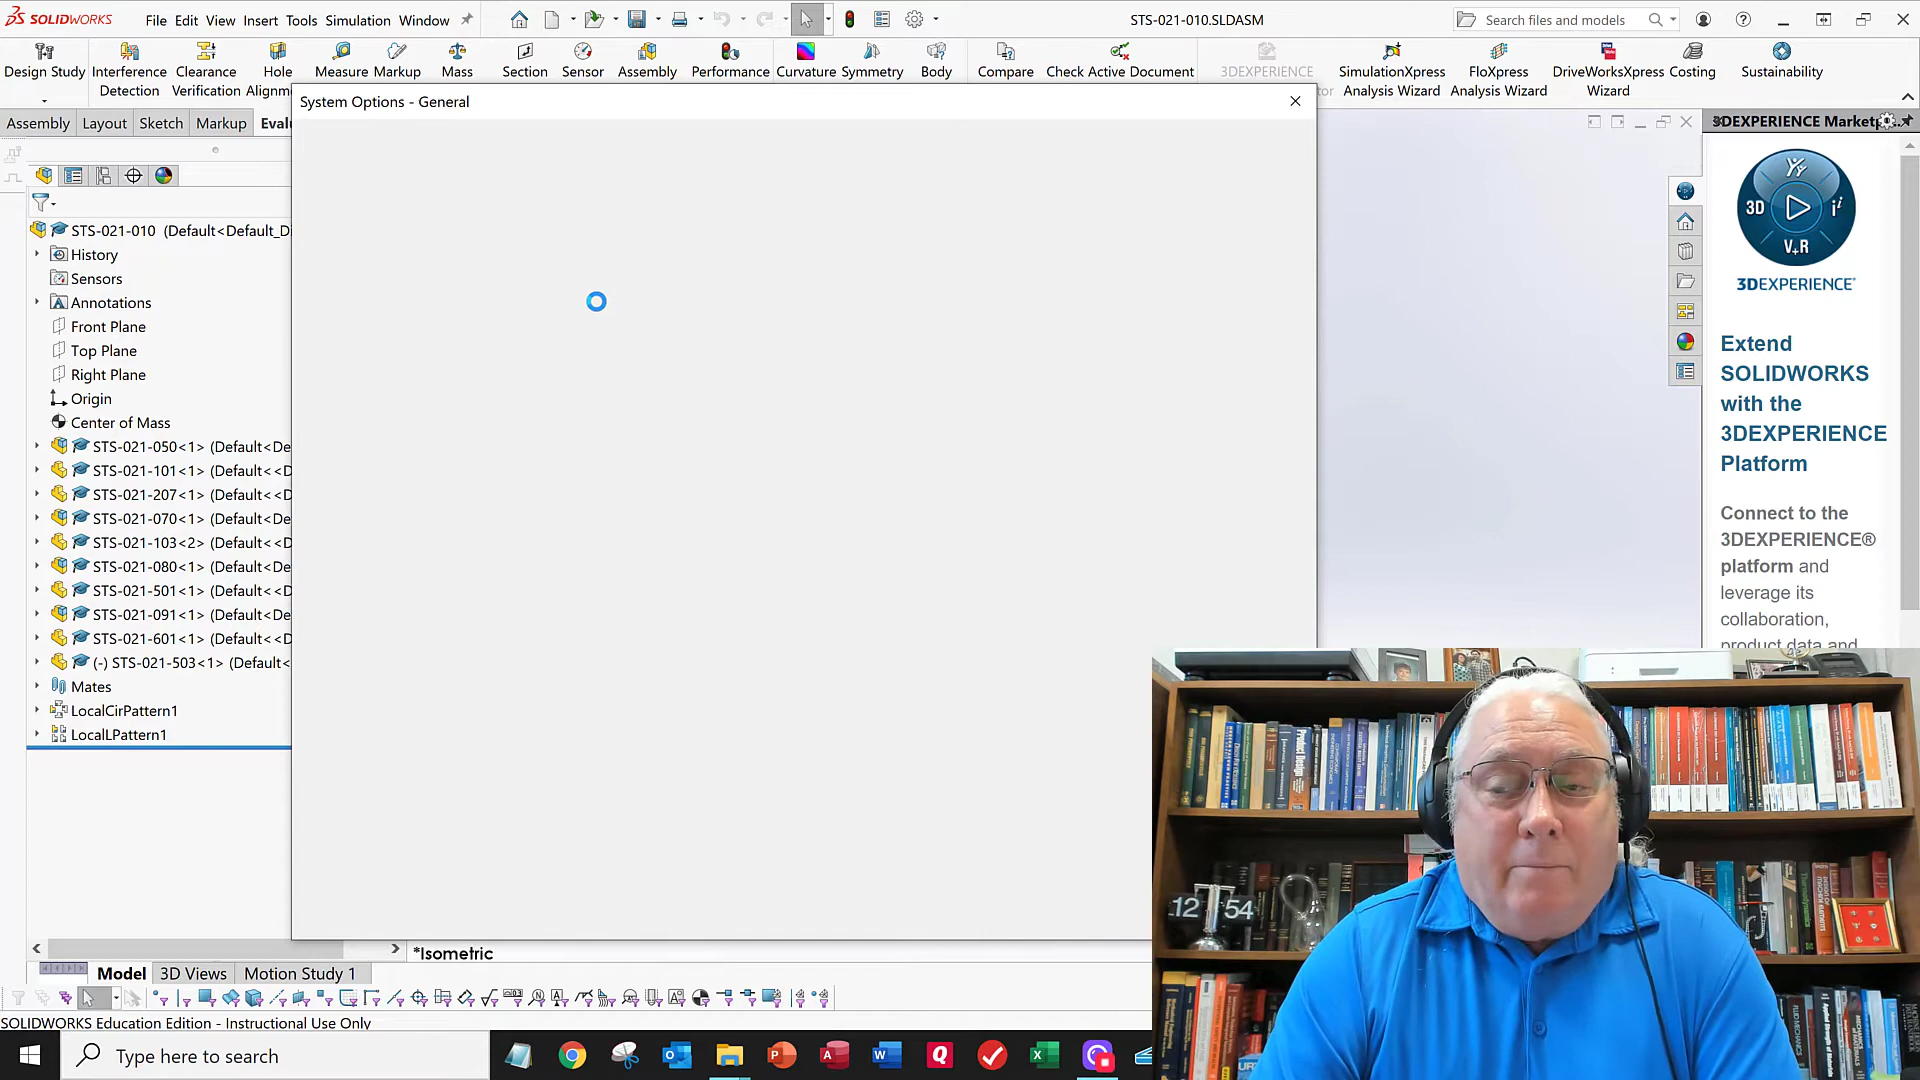 SOLIDWORKS File Edit View Insert Tools Simulation Window STS-021-010.SLDASM Search files and models
Design Study Interference Detection Clearance Verification Hole Alignm Measure Markup Mass Section Sensor Assembly Performance Curvature Symmetry Body Compare Check Active Document 3DEXPERIENCE SimulationXpress Analysis Wizard FloXpress Analysis Wizard DriveWorksXpress Wizard Costing Sustainability
System Options - General
Assembly Layout Sketch Markup Evalu
3DEXPERIENCE Marketp...
STS-021-010 (Default<Default_D
History
Sensors
Annotations
Front Plane
Top Plane
Right Plane
Origin
Center of Mass
STS-021-050<1> (Default<De
STS-021-101<1> (Default<<D
STS-021-207<1> (Default<<D
STS-021-070<1> (Default<De
STS-021-103<2> (Default<<D
STS-021-080<1> (Default<De
STS-021-501<1> (Default<<D
STS-021-091<1> (Default<De
STS-021-601<1> (Default<<D
(-) STS-021-503<1> (Default<
Mates
LocalCirPattern1
LocalLPattern1
3D V+R
3DEXPERIENCE®
Extend
SOLIDWORKS
with the
3DEXPERIENCE
Platform
Connect to the
3DEXPERIENCE®
platform and
leverage its
collaboration,
product data and
*Isometric
Model 3D Views Motion Study 1
SOLIDWORKS Education Edition - Instructional Use Only
Type here to search
Product Design
12 54